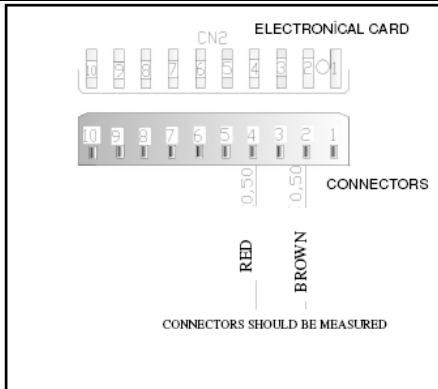 ELECTRONİCAL CARD
CN2
10 9 8 7 6 5 4 3 2 1
10 9 8 7 6 5 4 3 2 1
0,50 0,50
CONNECTORS
RED BROWN
CONNECTORS SHOULD BE MEASURED